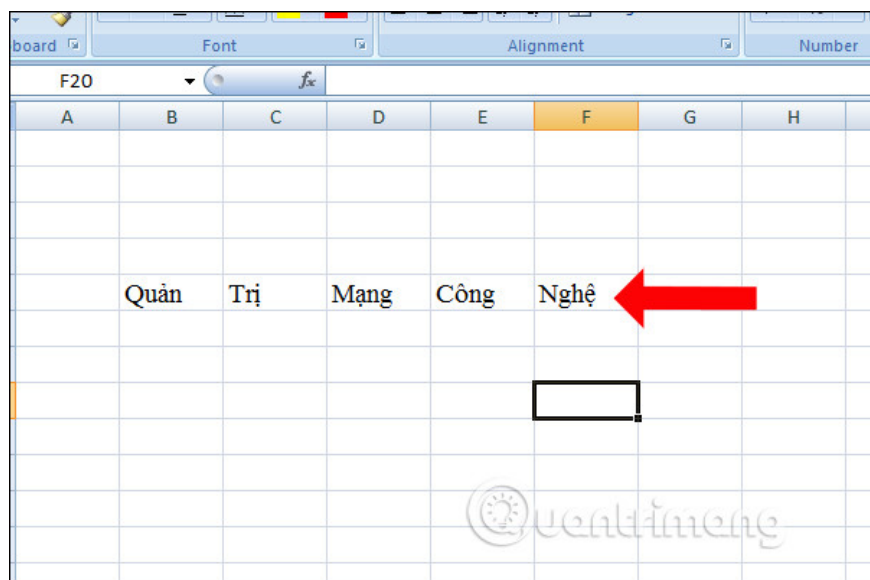 board Font Alignment Number
F20 fx
A B C D E F G H
Quản Trị Mạng Công Nghệ
Quantrimang